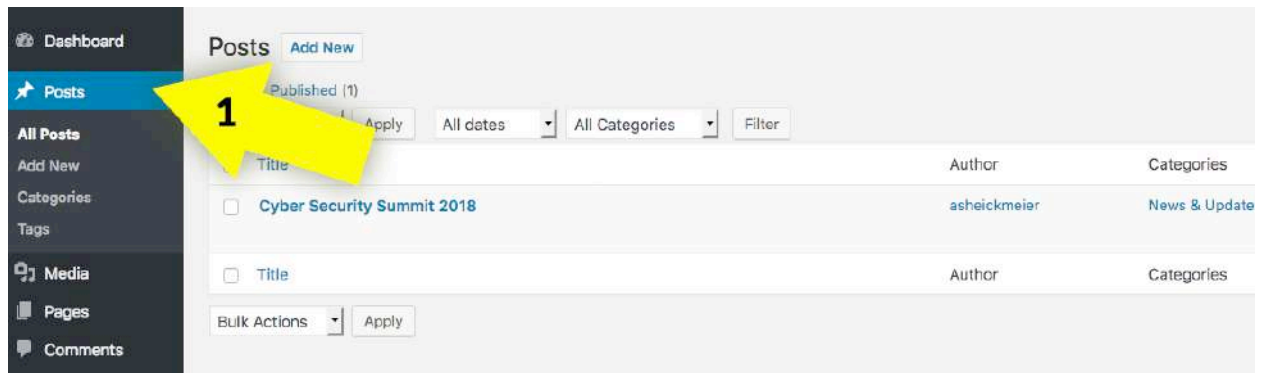 Dashboard
Posts
All Posts
Add New
Categories
Tags
Media
Pages
Comments
Posts Add New
Published (1)
1
Apply All dates All Categories Filter
Title Author Categories
Cyber Security Summit 2018 asheickmeier News & Update
Title Author Categories
Bulk Actions Apply